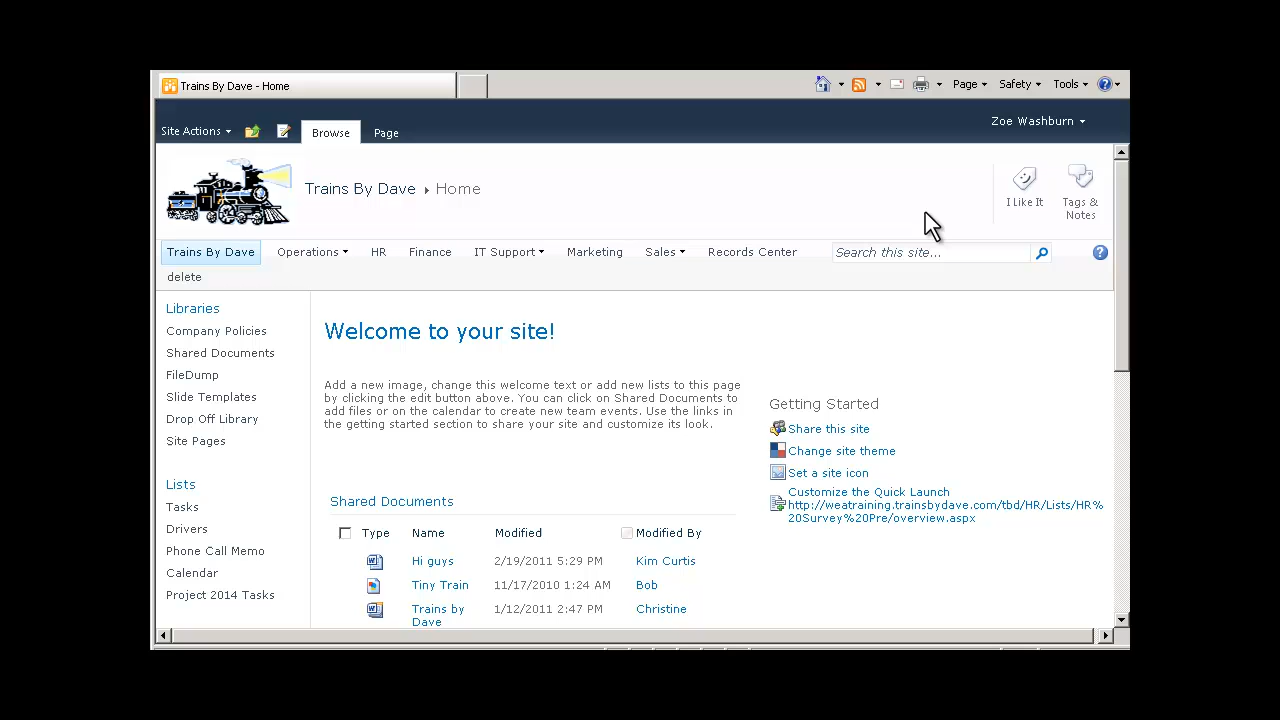 Trains By Dave - Home
Page
Safety
Tools
Site Actions
Browse
Page
Zoe Washburn
Trains By Dave
Home
I Like It
Tags &
Notes
Trains By Dave
Operations
HR
Finance
IT Support
Marketing
Sales
Records Center
Search this site...
delete
Libraries
Company Policies
Shared Documents
FileDump
Slide Templates
Drop Off Library
Site Pages
Lists
Tasks
Drivers
Phone Call Memo
Calendar
Project 2014 Tasks
Welcome to your site!
Add a new image, change this welcome text or add new lists to this page
by clicking the edit button above. You can click on Shared Documents to
add files or on the calendar to create new team events. Use the links in
the getting started section to share your site and customize its look.
Getting Started
Share this site
Change site theme
Set a site icon
Customize the Quick Launch
http://weatraining.trainsbydave.com/tbd/HR/Lists/HR%
20Survey%20Pre/overview.aspx
Shared Documents
Type Name Modified Modified By
Hi guys 2/19/2011 5:29 PM Kim Curtis
Tiny Train 11/17/2010 1:24 AM Bob
Trains by 1/12/2011 2:47 PM Christine
Dave